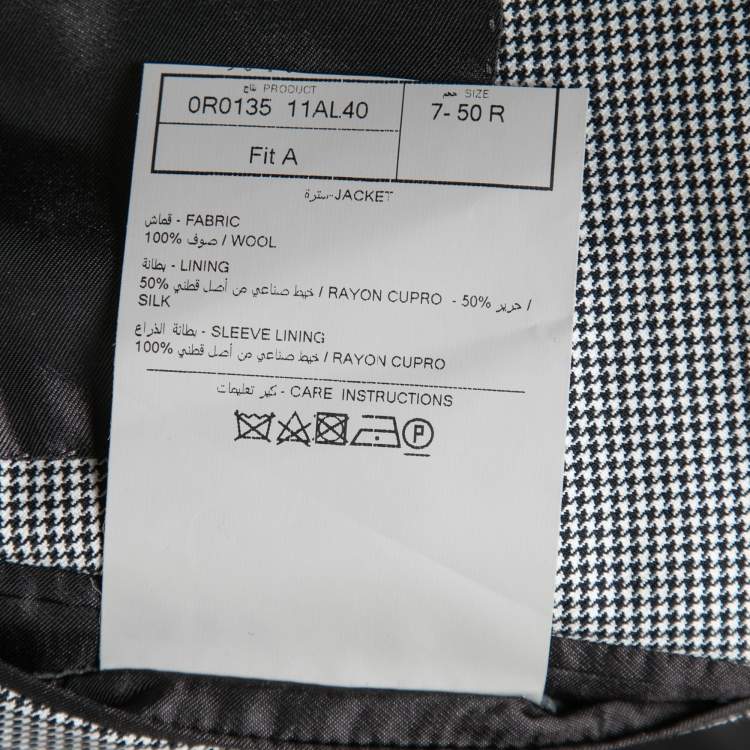 منتج PRODUCT
حجم SIZE
0R0135 11AL40
7- 50 R
Fit A
سترة-JACKET
قماش - FABRIC
100% صوف / WOOL
بطانة - LINING
50% خيط صناعي من أصل قطني / RAYON CUPRO - 50% حرير /
SILK
بطانة الذراع - SLEEVE LINING
100% خيط صناعي من أصل قطني / RAYON CUPRO
كير تعليمات - CARE INSTRUCTIONS
P